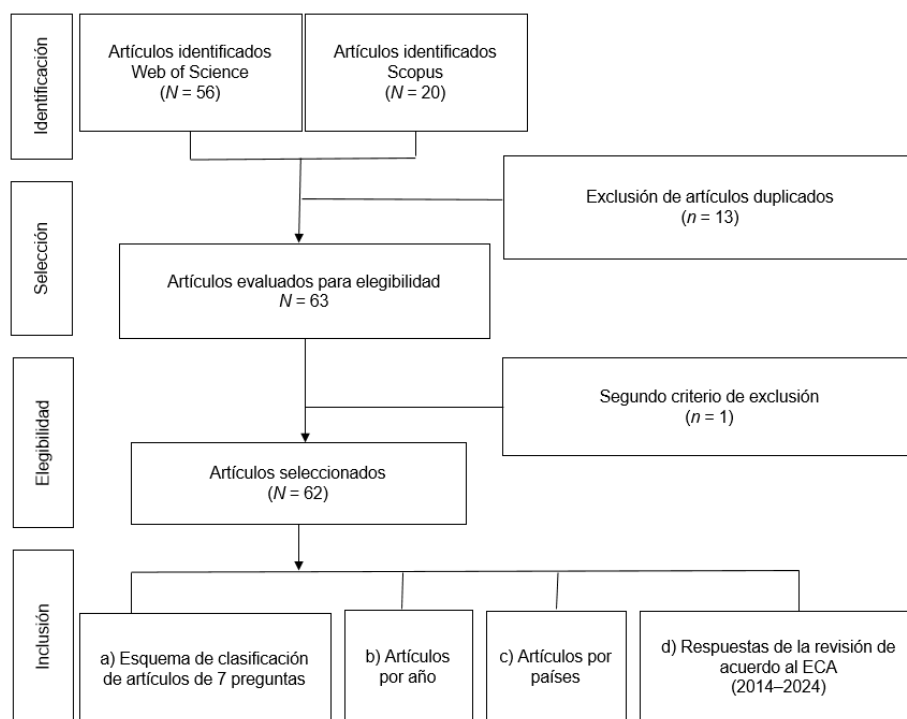 Identificación
Artículos identificados
Web of Science
(N = 56)
Artículos identificados
Scopus
(N = 20)
Selección
Exclusión de artículos duplicados
(n = 13)
Artículos evaluados para elegibilidad
N = 63
Elegibilidad
Segundo criterio de exclusión
(n = 1)
Artículos seleccionados
(N = 62)
Inclusión
a) Esquema de clasificación
de artículos de 7 preguntas
b) Artículos
por año
c) Artículos por
países
d) Respuestas de la revisión de
acuerdo al ECA
(2014–2024)